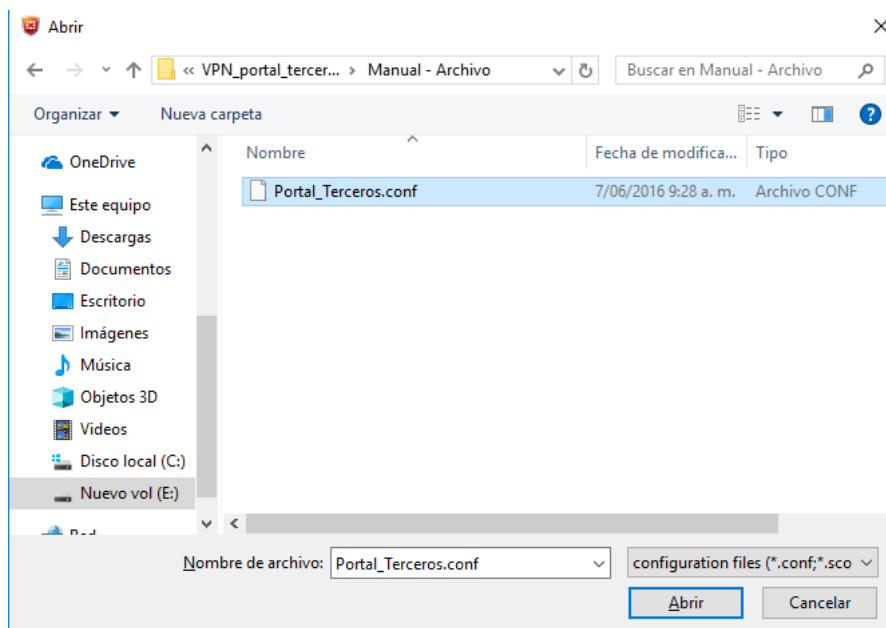 Abrir
« VPN_portal_tercer... › Manual - Archivo
Buscar en Manual - Archivo
Organizar
Nueva carpeta
Nombre
Fecha de modifica...
Tipo
Portal_Terceros.conf
7/06/2016 9:28 a. m.
Archivo CONF
OneDrive
Este equipo
Descargas
Documentos
Escritorio
Imágenes
Música
Objetos 3D
Videos
Disco local (C:)
Nuevo vol (E:)
Nombre de archivo:
Portal_Terceros.conf
configuration files (*.conf;*.sco
Abrir
Cancelar